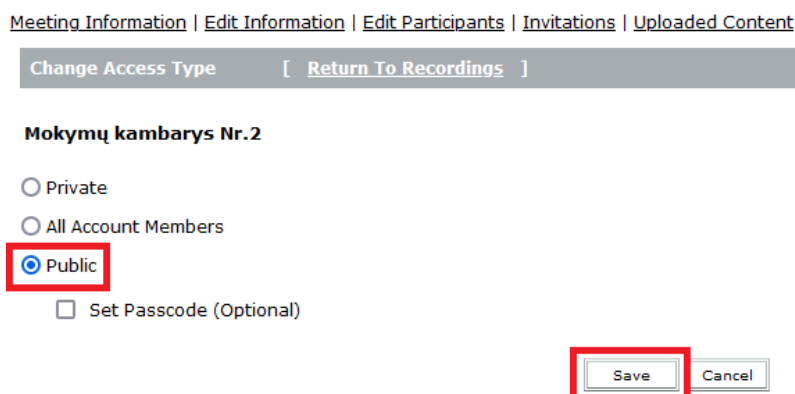 Meeting Information | Edit Information | Edit Participants | Invitations | Uploaded Content
Change Access Type [ Return To Recordings ]
Mokymų kambarys Nr.2
Private
All Account Members
Public
Set Passcode (Optional)
Save Cancel